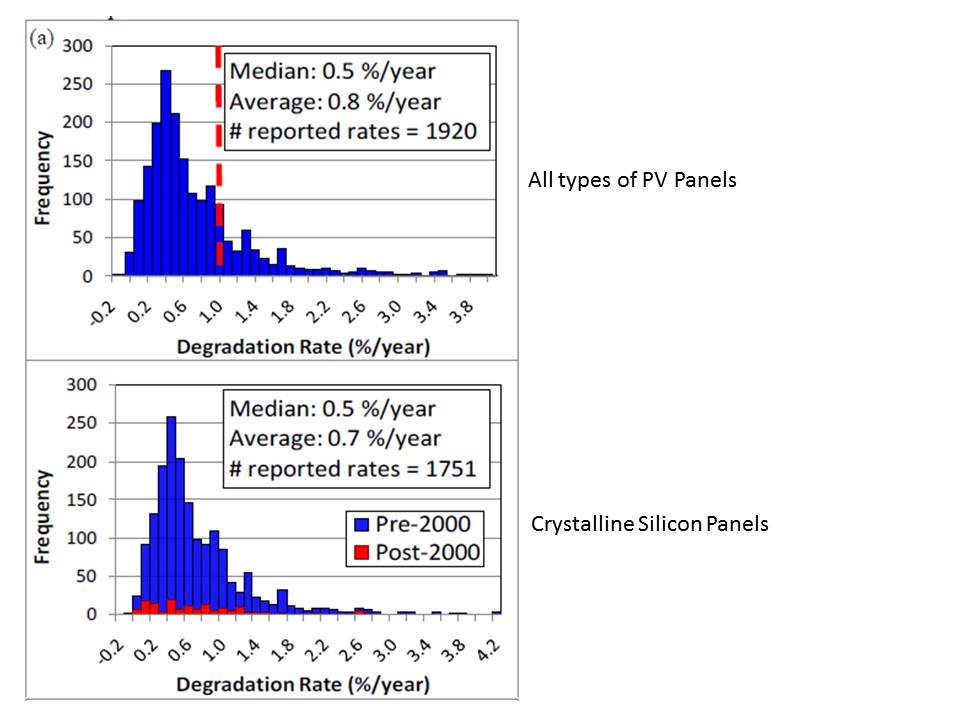 (a)
300
250
200
150
100
50
0
Frequency
Median: 0.5 %/year
Average: 0.8 %/year
# reported rates = 1920
-0.2 0.2 0.6 1.0 1.4 1.8 2.2 2.6 3.0 3.4 3.8
Degradation Rate (%/year)
All types of PV Panels
300
250
200
150
100
50
0
Frequency
Median: 0.5 %/year
Average: 0.7 %/year
# reported rates = 1751
Pre-2000
Post-2000
-0.2 0.2 0.6 1.0 1.4 1.8 2.2 2.6 3.0 3.4 3.8 4.2
Degradation Rate (%/year)
Crystalline Silicon Panels